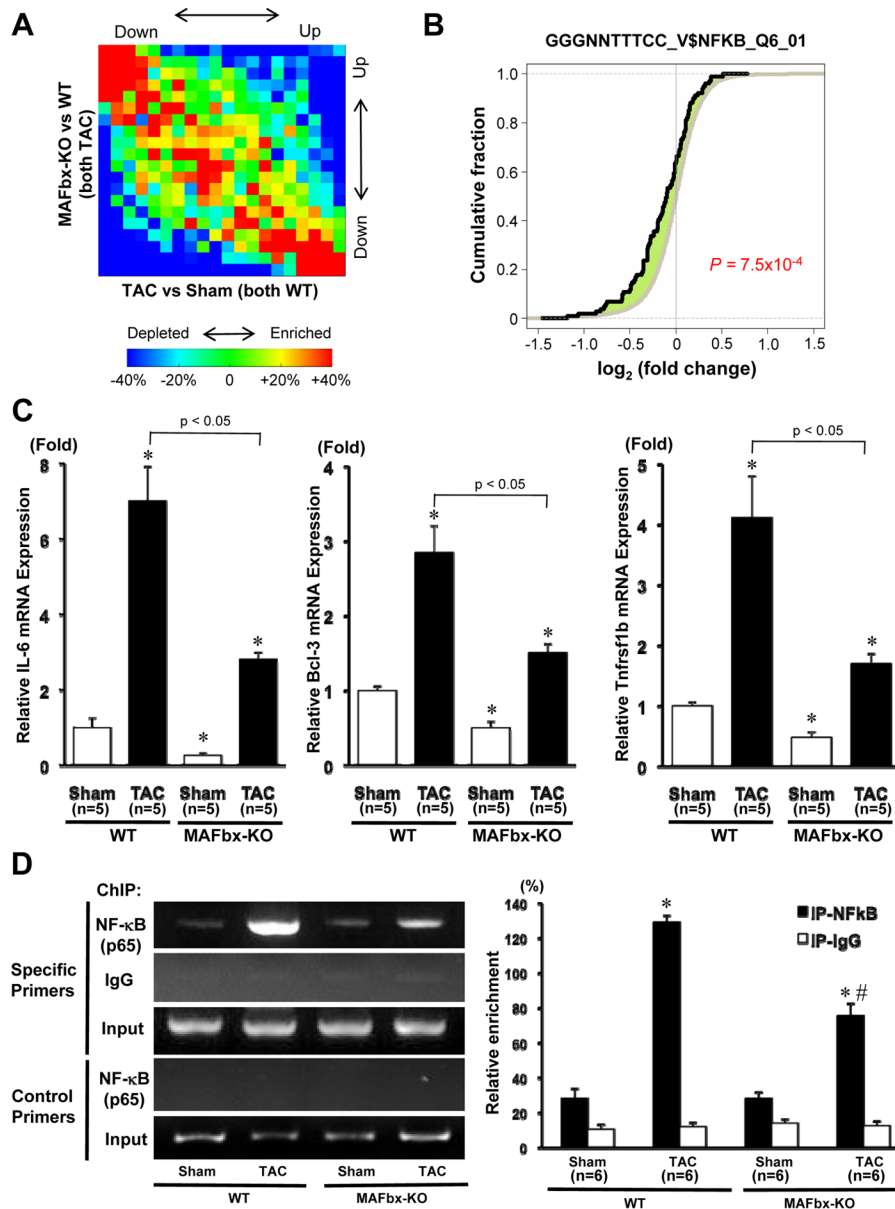 A
Down
Up
MAFbx-KO vs WT
(both TAC)
Up
Down
TAC vs Sham (both WT)
Depleted
Enriched
-40% -20% 0 +20% +40%
B
GGGNNTTTCC_V$NFKB_Q6_01
Cumulative fraction
1.0
0.8
0.6
0.4
0.2
0
P = 7.5x10⁻⁴
-1.5 -1.0 -0.5 0 0.5 1.0 1.5
log₂ (fold change)
C
(Fold)
Relative IL-6 mRNA Expression
8
6
4
2
0
p < 0.05
*
*
*
Sham TAC Sham TAC
(n=5) (n=5) (n=5) (n=5)
WT MAFbx-KO
(Fold)
Relative Bcl-3 mRNA Expression
4
3
2
1
0
p < 0.05
*
*
*
Sham TAC Sham TAC
(n=5) (n=5) (n=5) (n=5)
WT MAFbx-KO
(Fold)
Relative Tnfrsf1b mRNA Expression
5
4
3
2
1
0
p < 0.05
*
*
*
Sham TAC Sham TAC
(n=5) (n=5) (n=5) (n=5)
WT MAFbx-KO
D
ChIP:
Specific
Primers
NF-κB
(p65)
IgG
Input
Control
Primers
NF-κB
(p65)
Input
Sham TAC Sham TAC
WT MAFbx-KO
(%)
Relative enrichment
140
120
100
80
60
40
20
0
IP-NFkB
IP-IgG
*
* #
Sham TAC Sham TAC
(n=6) (n=6) (n=6) (n=6)
WT MAFbx-KO